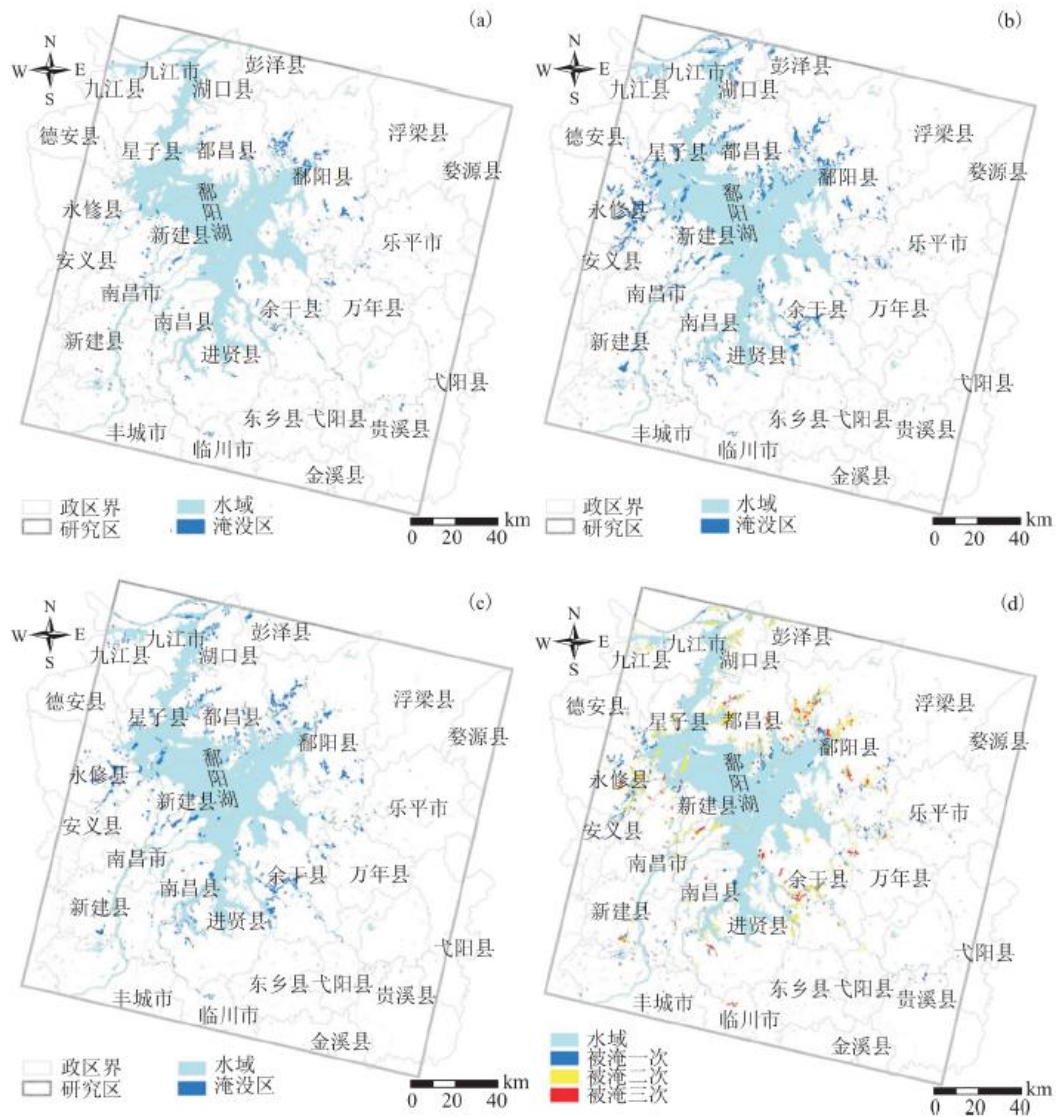 (a)
N
W E
S
九江市
彭泽县
九江县
湖口县
德安县
浮梁县
星子县
都昌县
婺源县
鄱阳县
鄱阳湖
永修县
新建县
乐平市
安义县
南昌市
余干县
万年县
南昌县
新建县
进贤县
弋阳县
东乡县
弋阳县
贵溪县
丰城市
临川市
金溪县
政区界
水域
研究区
淹没区
km
0 20 40
(b)
N
W E
S
九江市
彭泽县
九江县
湖口县
德安县
浮梁县
星子县
都昌县
婺源县
鄱阳县
鄱阳湖
永修县
新建县
乐平市
安义县
南昌市
余干县
万年县
南昌县
新建县
进贤县
弋阳县
东乡县
弋阳县
贵溪县
丰城市
临川市
金溪县
政区界
水域
研究区
淹没区
km
0 20 40
(c)
N
W E
S
九江市
彭泽县
九江县
湖口县
德安县
浮梁县
星子县
都昌县
婺源县
鄱阳县
鄱阳湖
永修县
新建县
乐平市
安义县
南昌市
余干县
万年县
南昌县
新建县
进贤县
弋阳县
东乡县
弋阳县
贵溪县
丰城市
临川市
金溪县
政区界
水域
研究区
淹没区
km
0 20 40
(d)
N
W E
S
九江市
彭泽县
九江县
湖口县
德安县
浮梁县
星子县
都昌县
婺源县
鄱阳县
鄱阳湖
永修县
新建县
乐平市
安义县
南昌市
余干县
万年县
南昌县
新建县
进贤县
弋阳县
东乡县
弋阳县
贵溪县
丰城市
临川市
金溪县
水域
被淹一次
被淹二次
被淹三次
km
0 20 40